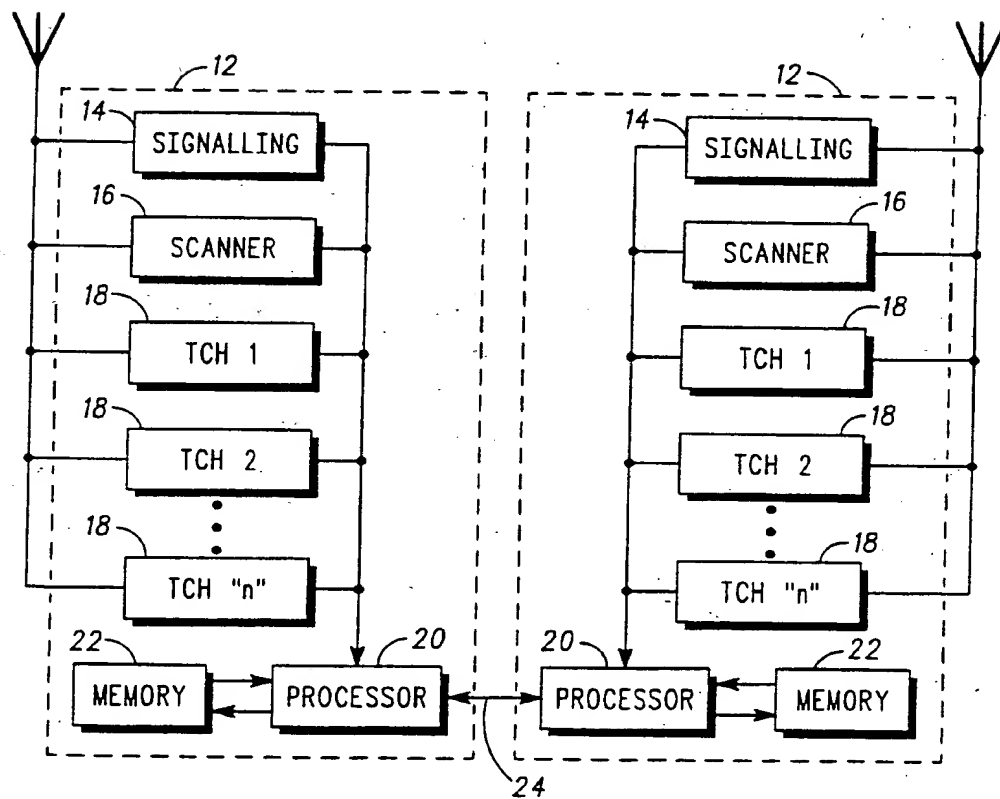 12
14
SIGNALLING
16
SCANNER
18
TCH 1
18
TCH 2
18
TCH "n"
22
MEMORY
20
PROCESSOR
12
14
SIGNALLING
16
SCANNER
18
TCH 1
18
TCH 2
18
TCH "n"
20
PROCESSOR
22
MEMORY
24